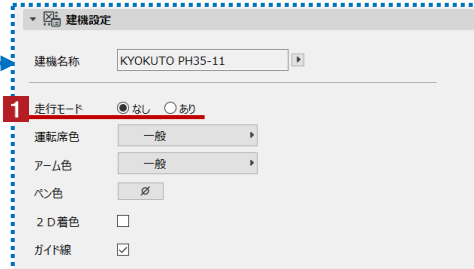 建機設定
建機名称 KYOKUTO PH35-11
1 走行モード なし あり
運転席色 一般
アーム色 一般
ペン色
２Ｄ着色
ガイド線